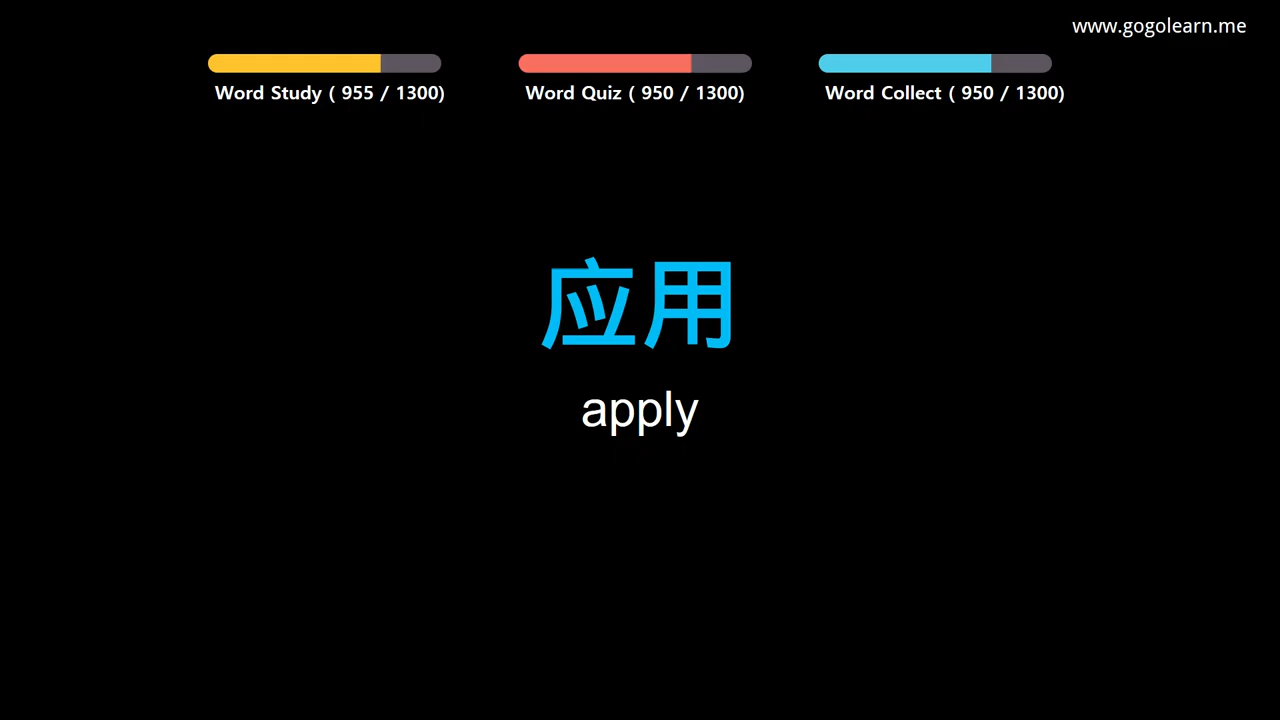 www.gogolearn.me
Word Study ( 955 / 1300)
Word Quiz ( 950 / 1300)
Word Collect ( 950 / 1300)
应用
apply